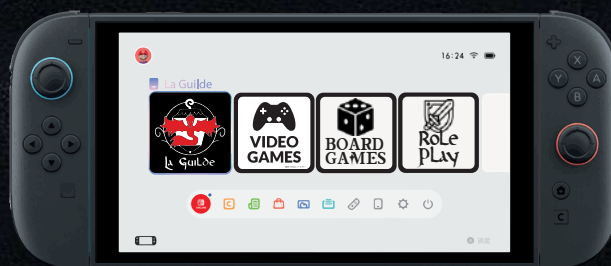 16:24
La Guilde
La Guilde
VIDEO
GAMES
BOARD
GAMES
RoLe
pLay
X
Y
A
B
C
C